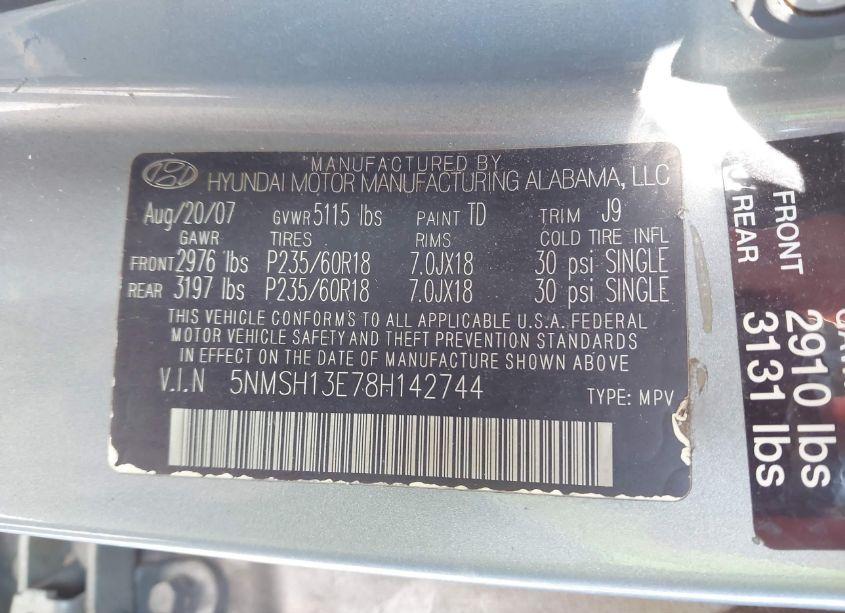 MANUFACTURED BY
HYUNDAI MOTOR MANUFACTURING ALABAMA, LLC
Aug/20/07 GVWR 5115 lbs PAINT TD TRIM J9
GAWR TIRES RIMS COLD TIRE INFL
FRONT 2976 lbs P235/60R18 7.0JX18 30 psi SINGLE
REAR 3197 lbs P235/60R18 7.0JX18 30 psi SINGLE
THIS VEHICLE CONFORMS TO ALL APPLICABLE U.S.A. FEDERAL
MOTOR VEHICLE SAFETY AND THEFT PREVENTION STANDARDS
IN EFFECT ON THE DATE OF MANUFACTURE SHOWN ABOVE
V.I.N 5NMSH13E78H142744
TYPE: MPV
FRONT 2910 lbs
REAR 3131 lbs